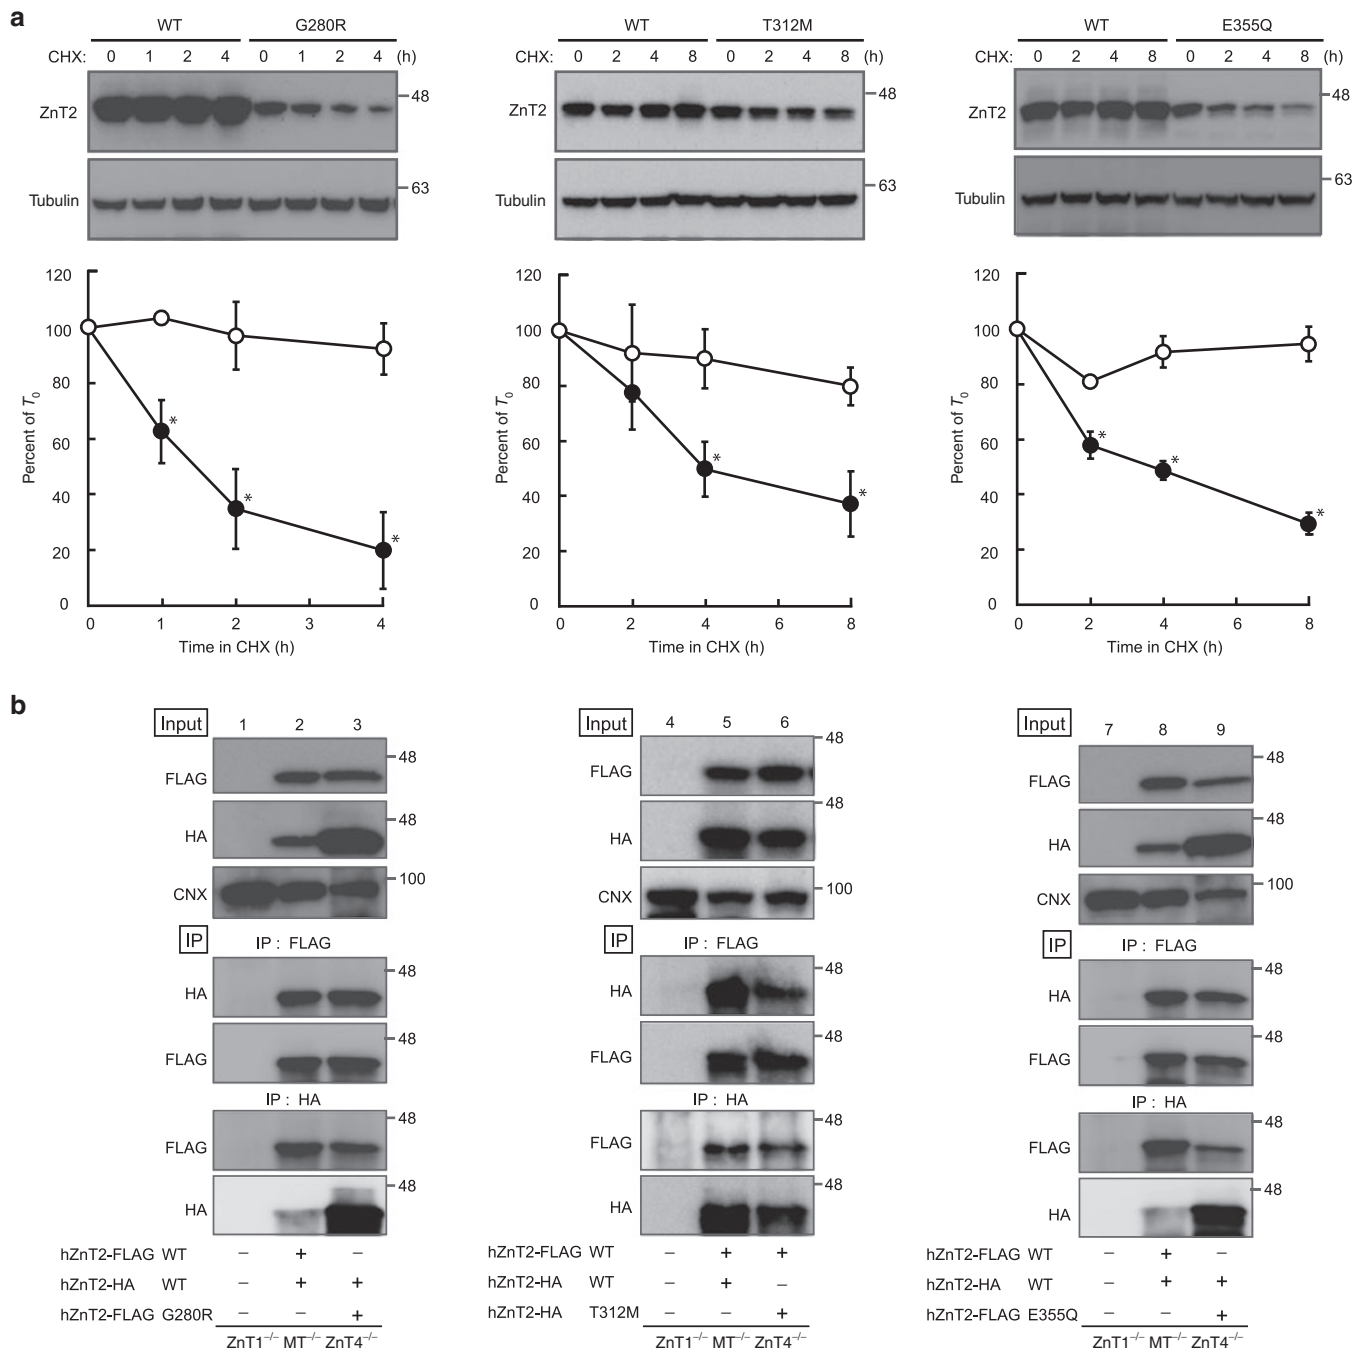 a
WT G280R
CHX: 0 1 2 4 0 1 2 4 (h)
ZnT2 48
Tubulin 63
WT T312M
CHX: 0 2 4 8 0 2 4 8 (h)
ZnT2 48
Tubulin 63
WT E355Q
CHX: 0 2 4 8 0 2 4 8 (h)
ZnT2 48
Tubulin 63
120
100
80
60
40
20
0
Percent of T0
* * *
0 1 2 3 4
Time in CHX (h)
120
100
80
60
40
20
0
Percent of T0
* *
0 2 4 6 8
Time in CHX (h)
120
100
80
60
40
20
0
Percent of T0
* * *
0 2 4 6 8
Time in CHX (h)
b
Input 1 2 3
FLAG 48
HA 48
CNX 100
IP IP : FLAG
HA 48
FLAG 48
IP : HA
FLAG 48
HA 48
hZnT2-FLAG WT – + –
hZnT2-HA WT – + +
hZnT2-FLAG G280R – – +
ZnT1–/– MT–/– ZnT4–/–
Input 4 5 6
FLAG 48
HA 48
CNX 100
IP IP : FLAG
HA 48
FLAG 48
IP : HA
FLAG 48
HA 48
hZnT2-FLAG WT – + +
hZnT2-HA WT – + –
hZnT2-HA T312M – – +
ZnT1–/– MT–/– ZnT4–/–
Input 7 8 9
FLAG 48
HA 48
CNX 100
IP IP : FLAG
HA 48
FLAG 48
IP : HA
FLAG 48
HA 48
hZnT2-FLAG WT – + –
hZnT2-HA WT – + +
hZnT2-FLAG E355Q – – +
ZnT1–/– MT–/– ZnT4–/–